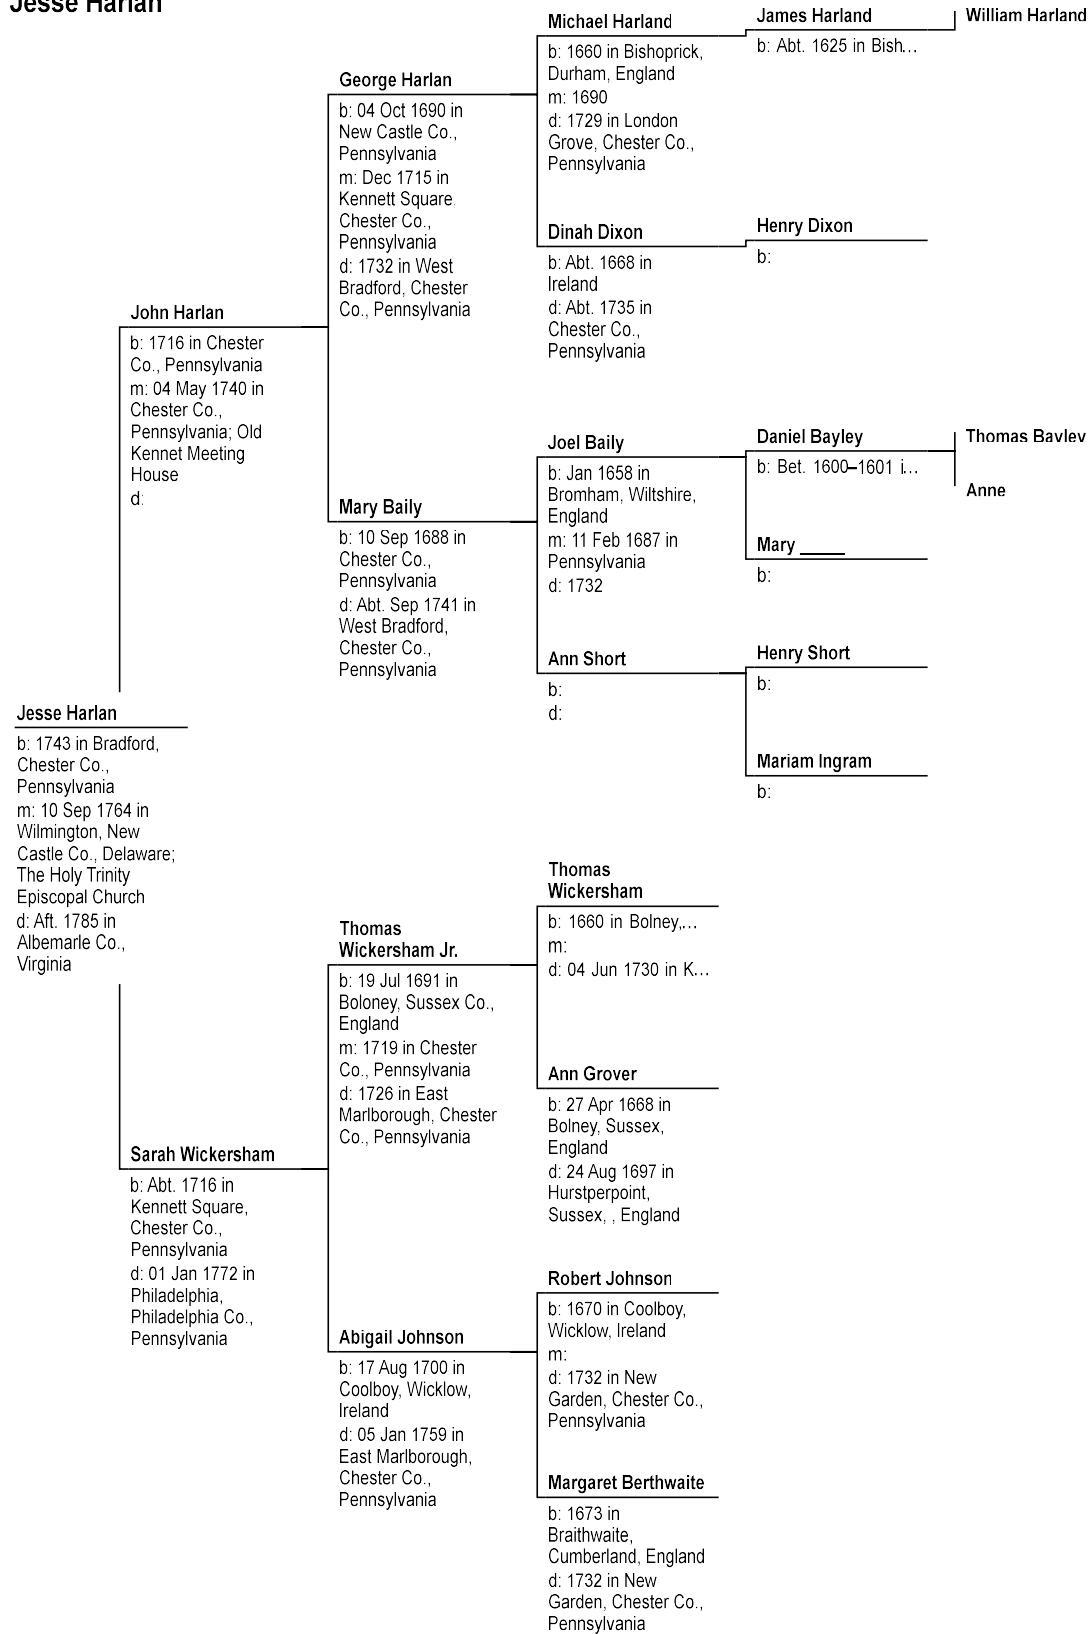 Jesse Harlan
Michael Harland
b: 1660 in Bishoprick,
Durham, England
m: 1690
d: 1729 in London
Grove, Chester Co.,
Pennsylvania
James Harland
b: Abt. 1625 in Bish...
William Harland
George Harlan
b: 04 Oct 1690 in
New Castle Co.,
Pennsylvania
m: Dec 1715 in
Kennett Square
Chester Co.,
Pennsylvania
d: 1732 in West
Bradford, Chester
Co., Pennsylvania
Dinah Dixon
b: Abt. 1668 in
Ireland
d: Abt. 1735 in
Chester Co.,
Pennsylvania
Henry Dixon
b:
John Harlan
b: 1716 in Chester
Co., Pennsylvania
m: 04 May 1740 in
Chester Co.,
Pennsylvania; Old
Kennet Meeting
House
d:
Joel Baily
b: Jan 1658 in
Bromham, Wiltshire,
England
m: 11 Feb 1687 in
Pennsylvania
d: 1732
Daniel Bayley
b: Bet. 1600–1601 i...
Thomas Bayley
Anne
Mary _____
b:
Mary Baily
b: 10 Sep 1688 in
Chester Co.,
Pennsylvania
d: Abt. Sep 1741 in
West Bradford,
Chester Co.,
Pennsylvania
Ann Short
b:
d:
Henry Short
b:
Mariam Ingram
b:
Jesse Harlan
b: 1743 in Bradford,
Chester Co.,
Pennsylvania
m: 10 Sep 1764 in
Wilmington, New
Castle Co., Delaware;
The Holy Trinity
Episcopal Church
d: Aft. 1785 in
Albemarle Co.,
Virginia
Thomas
Wickersham
b: 1660 in Bolney,...
m:
d: 04 Jun 1730 in K...
Thomas
Wickersham Jr.
b: 19 Jul 1691 in
Boloney, Sussex Co.,
England
m: 1719 in Chester
Co., Pennsylvania
d: 1726 in East
Marlborough, Chester
Co., Pennsylvania
Ann Grover
b: 27 Apr 1668 in
Bolney, Sussex,
England
d: 24 Aug 1697 in
Hurstperpoint,
Sussex, , England
Sarah Wickersham
b: Abt. 1716 in
Kennett Square,
Chester Co.,
Pennsylvania
d: 01 Jan 1772 in
Philadelphia,
Philadelphia Co.,
Pennsylvania
Robert Johnson
b: 1670 in Coolboy,
Wicklow, Ireland
m:
d: 1732 in New
Garden, Chester Co.,
Pennsylvania
Abigail Johnson
b: 17 Aug 1700 in
Coolboy, Wicklow,
Ireland
d: 05 Jan 1759 in
East Marlborough,
Chester Co.,
Pennsylvania
Margaret Berthwaite
b: 1673 in
Braithwaite,
Cumberland, England
d: 1732 in New
Garden, Chester Co.,
Pennsylvania